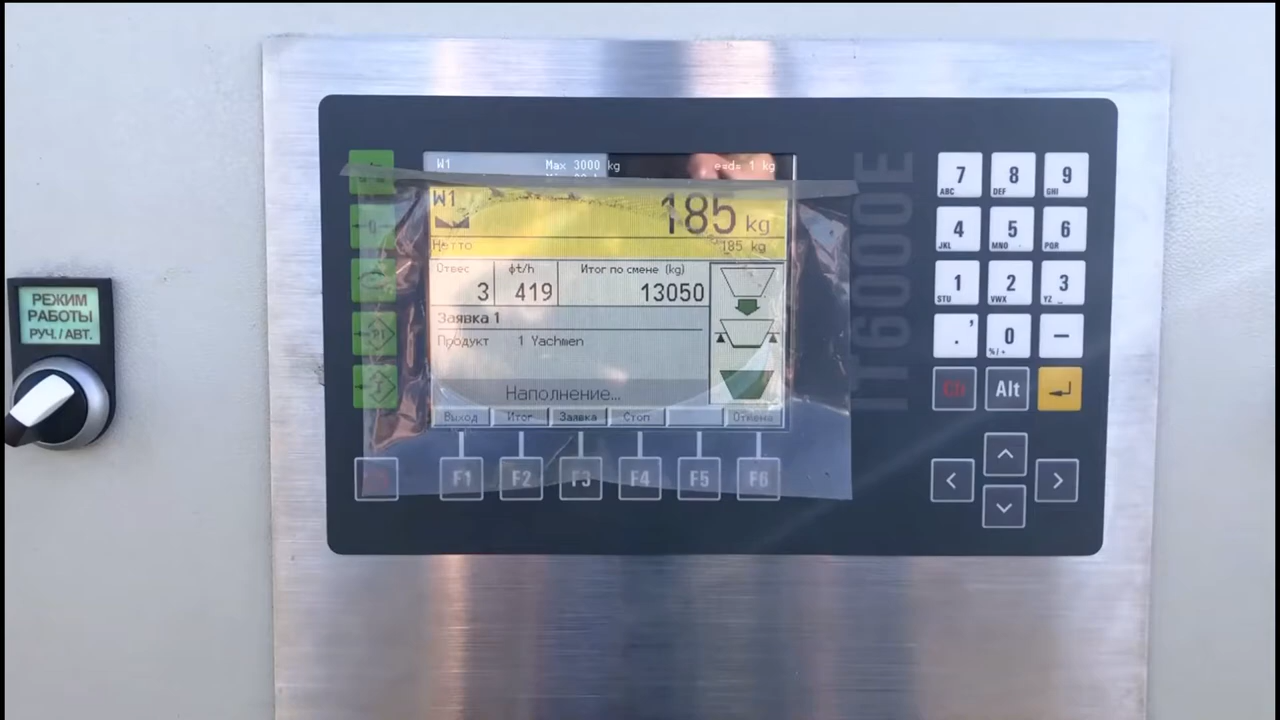 W1 Max 3000 kg e=d= 1 kg
W1 185 kg
Нетто 185 kg
Отвес ϕt/h Итог по смене (kg)
3 419 13050
Заявка 1
Продукт 1 Yachmen
Наполнение...
Выход Итог Заявка Стоп Отмена
F1 F2 F3 F4 F5 F6
IT6000E
7 ABC 8 DEF 9 GHI
4 JKL 5 MNO 6 PQR
1 STU 2 VWX 3 YZ_
. ’ 0 %/+ —
Alt
РЕЖИМ
РАБОТЫ
РУЧ./АВТ.